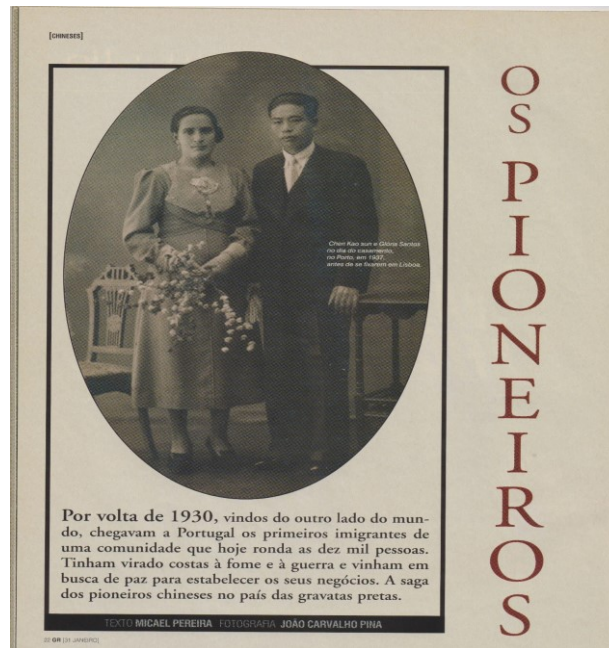 [CHINESES]
Chen Kao sun e Glória Santos
no dia do casamento,
no Porto, em 1937,
antes de se fixarem em Lisboa.
OS PIONEIROS
Por volta de 1930, vindos do outro lado do mun-
do, chegavam a Portugal os primeiros imigrantes de
uma comunidade que hoje ronda as dez mil pessoas.
Tinham virado costas à fome e à guerra e vinham em
busca de paz para estabelecer os seus negócios. A saga
dos pioneiros chineses no país das gravatas pretas.
TEXTO MICAEL PEREIRA FOTOGRAFIA JOÃO CARVALHO PINA
GR [31 JANEIRO]